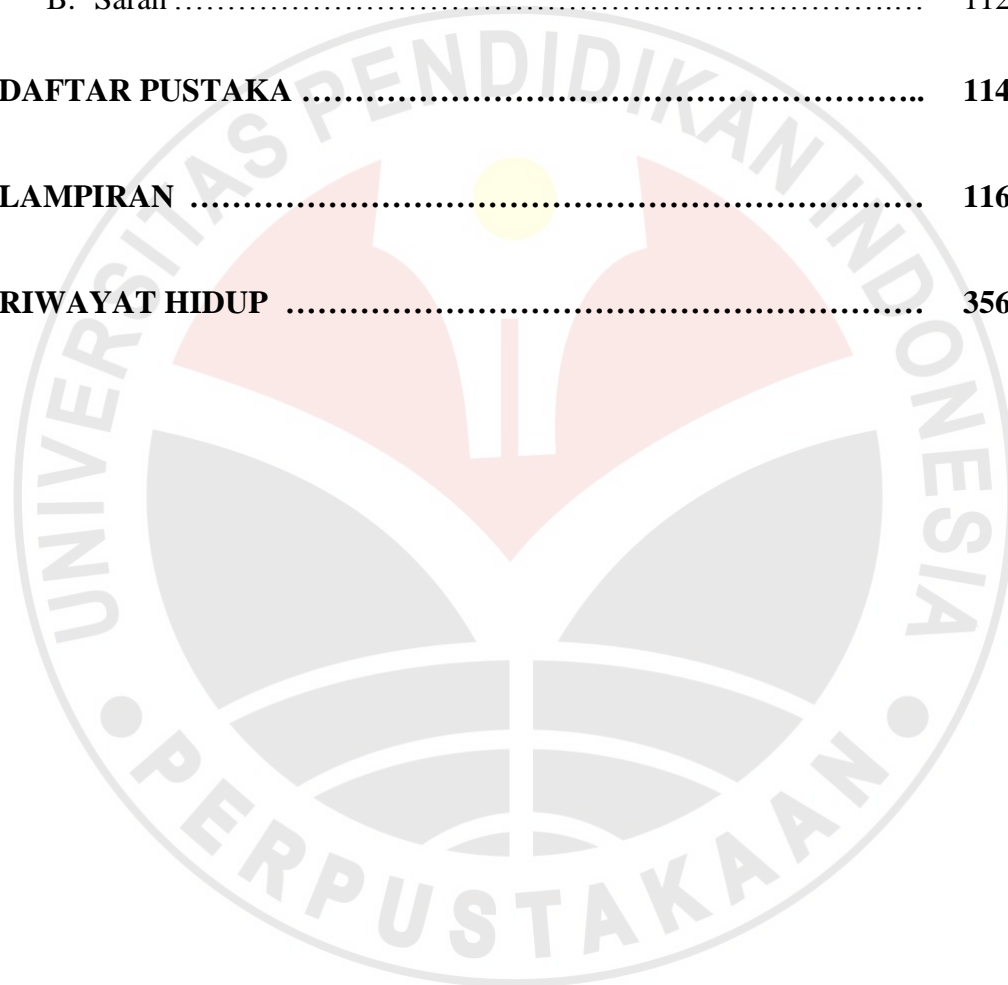 B. Saran ……………………………………….……………………….… 112
DAFTAR PUSTAKA ………………………………………………….. 114
LAMPIRAN …………………………………………………………… 116
RIWAYAT HIDUP …………………………………………………… 356
UNIVERSITAS PENDIDIKAN INDONESIA
PERPUSTAKAAN